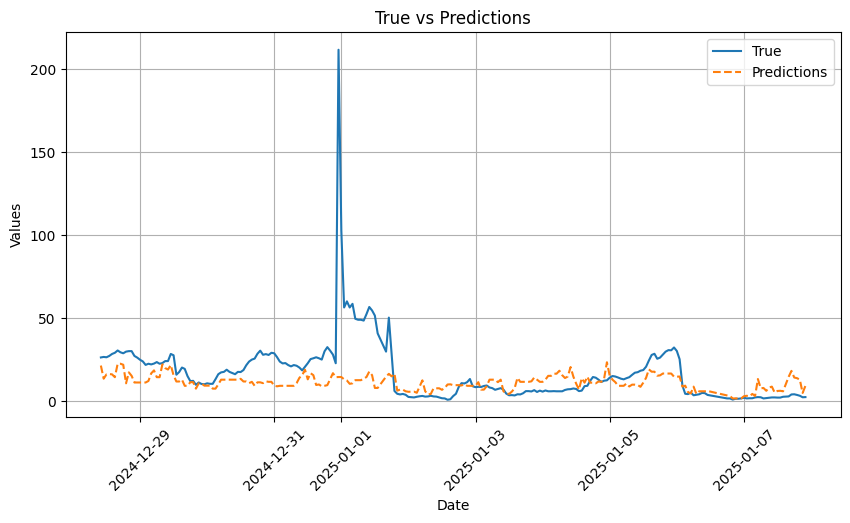 True vs Predictions
True
Predictions
Values
200
150
100
50
0
2024-12-29
2024-12-31
2025-01-01
2025-01-03
2025-01-05
2025-01-07
Date